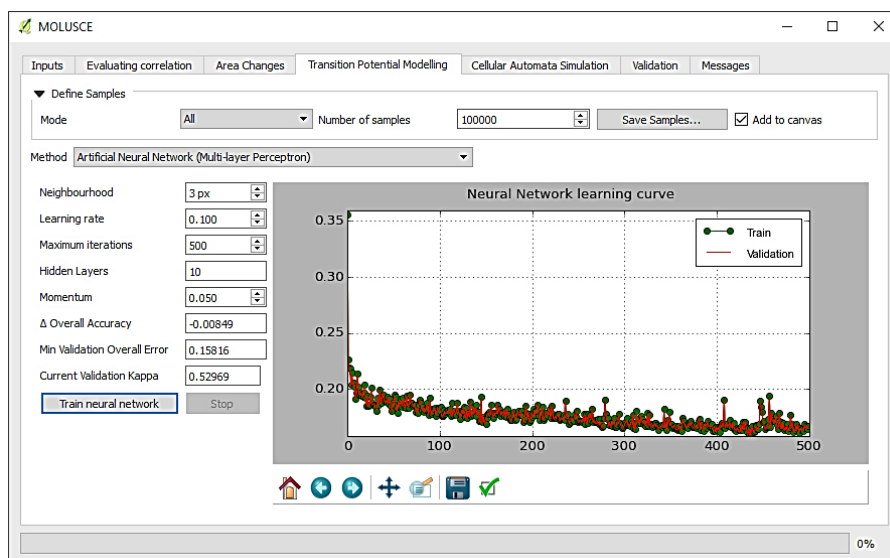 MOLUSCE
Inputs Evaluating correlation Area Changes Transition Potential Modelling Cellular Automata Simulation Validation Messages
Define Samples
Mode All Number of samples 100000 Save Samples... Add to canvas
Method Artificial Neural Network (Multi-layer Perceptron)
Neighbourhood 3 px
Learning rate 0.100
Maximum iterations 500
Hidden Layers 10
Momentum 0.050
Δ Overall Accuracy -0.00849
Min Validation Overall Error 0.15816
Current Validation Kappa 0.52969
Train neural network Stop
Neural Network learning curve
0.35
0.30
0.25
0.20
Train
Validation
0 100 200 300 400 500
0%